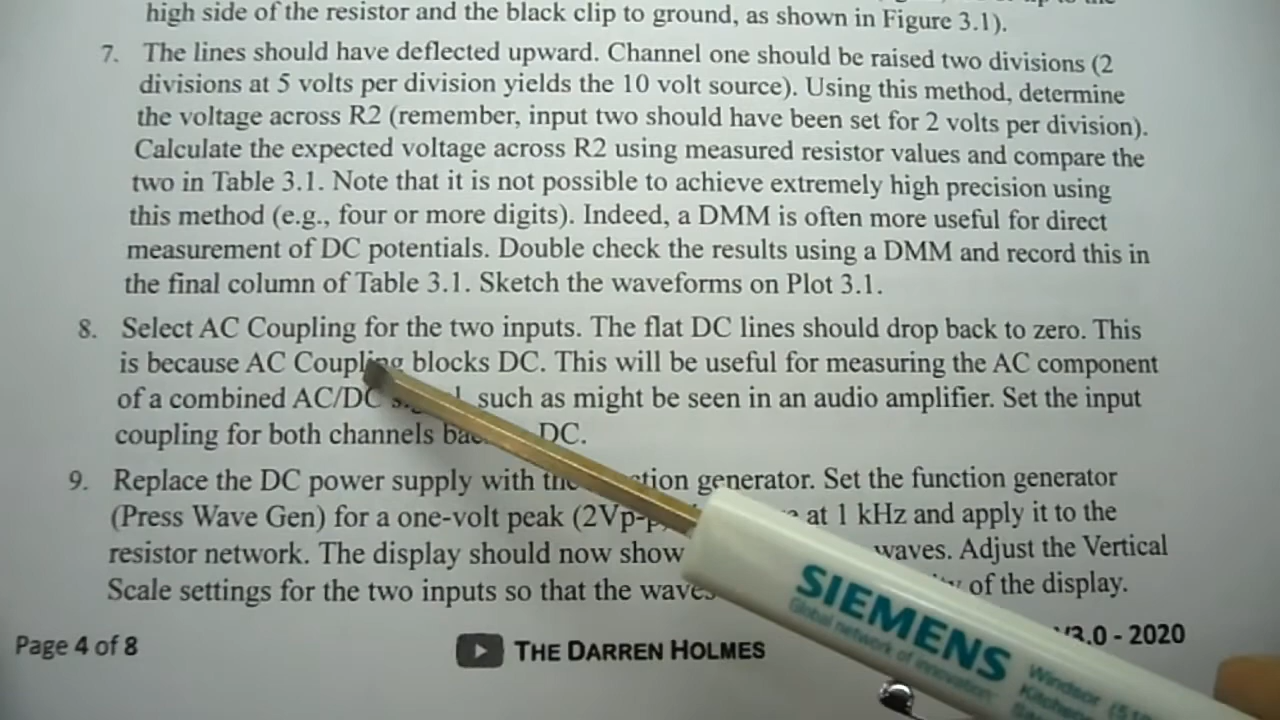 high side of the resistor and the black clip to ground, as shown in Figure 3.1).
7. The lines should have deflected upward. Channel one should be raised two divisions (2
divisions at 5 volts per division yields the 10 volt source). Using this method, determine
the voltage across R2 (remember, input two should have been set for 2 volts per division).
Calculate the expected voltage across R2 using measured resistor values and compare the
two in Table 3.1. Note that it is not possible to achieve extremely high precision using
this method (e.g., four or more digits). Indeed, a DMM is often more useful for direct
measurement of DC potentials. Double check the results using a DMM and record this in
the final column of Table 3.1. Sketch the waveforms on Plot 3.1.
8. Select AC Coupling for the two inputs. The flat DC lines should drop back to zero. This
is because AC Coupling blocks DC. This will be useful for measuring the AC component
of a combined AC/DC such as might be seen in an audio amplifier. Set the input
coupling for both channels DC.
9. Replace the DC power supply with the generator. Set the function generator
(Press Wave Gen) for a one-volt peak at 1 kHz and apply it to the
resistor network. The display should now show waves. Adjust the Vertical
Scale settings for the two inputs so that the of the display.
Page 4 of 8
THE DARREN HOLMES
V3.0 - 2020
SIEMENS
Global network of innovation
Windsor